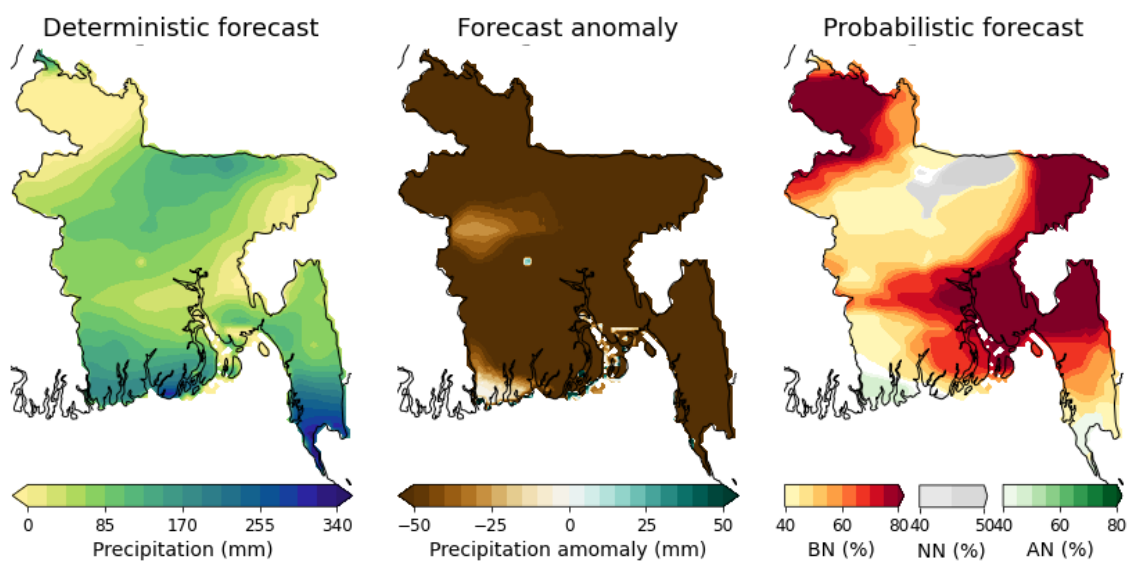 Deterministic forecast
Forecast anomaly
Probabilistic forecast
0 85 170 255 340
Precipitation (mm)
−50 −25 0 25 50
Precipitation amomaly (mm)
40 60 80
BN (%)
40 50
NN (%)
40 60 80
AN (%)